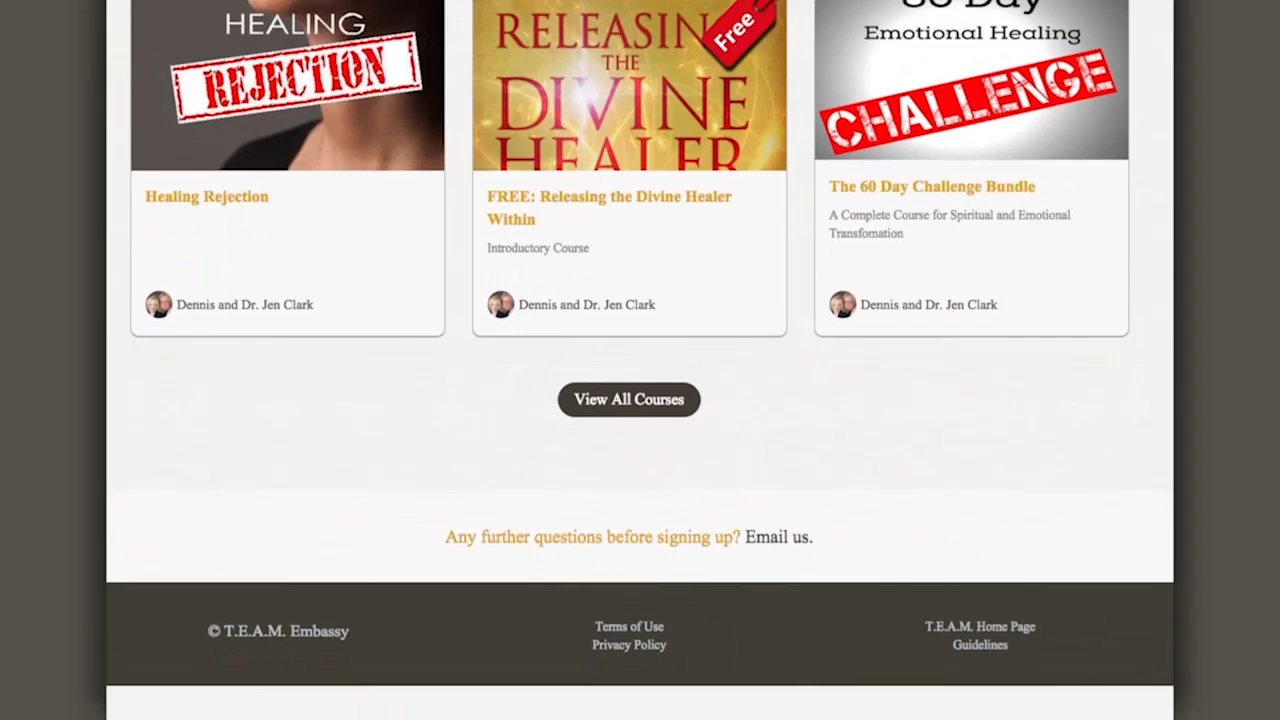 HEALING
REJECTION
RELEASING
THE
DIVINE
HEALER
Free
Day
Emotional Healing
CHALLENGE
Healing Rejection
Dennis and Dr. Jen Clark
FREE: Releasing the Divine Healer
Within
Introductory Course
Dennis and Dr. Jen Clark
The 60 Day Challenge Bundle
A Complete Course for Spiritual and Emotional
Transfomation
Dennis and Dr. Jen Clark
View All Courses
Any further questions before signing up? Email us.
© T.E.A.M. Embassy
Terms of Use
Privacy Policy
T.E.A.M. Home Page
Guidelines